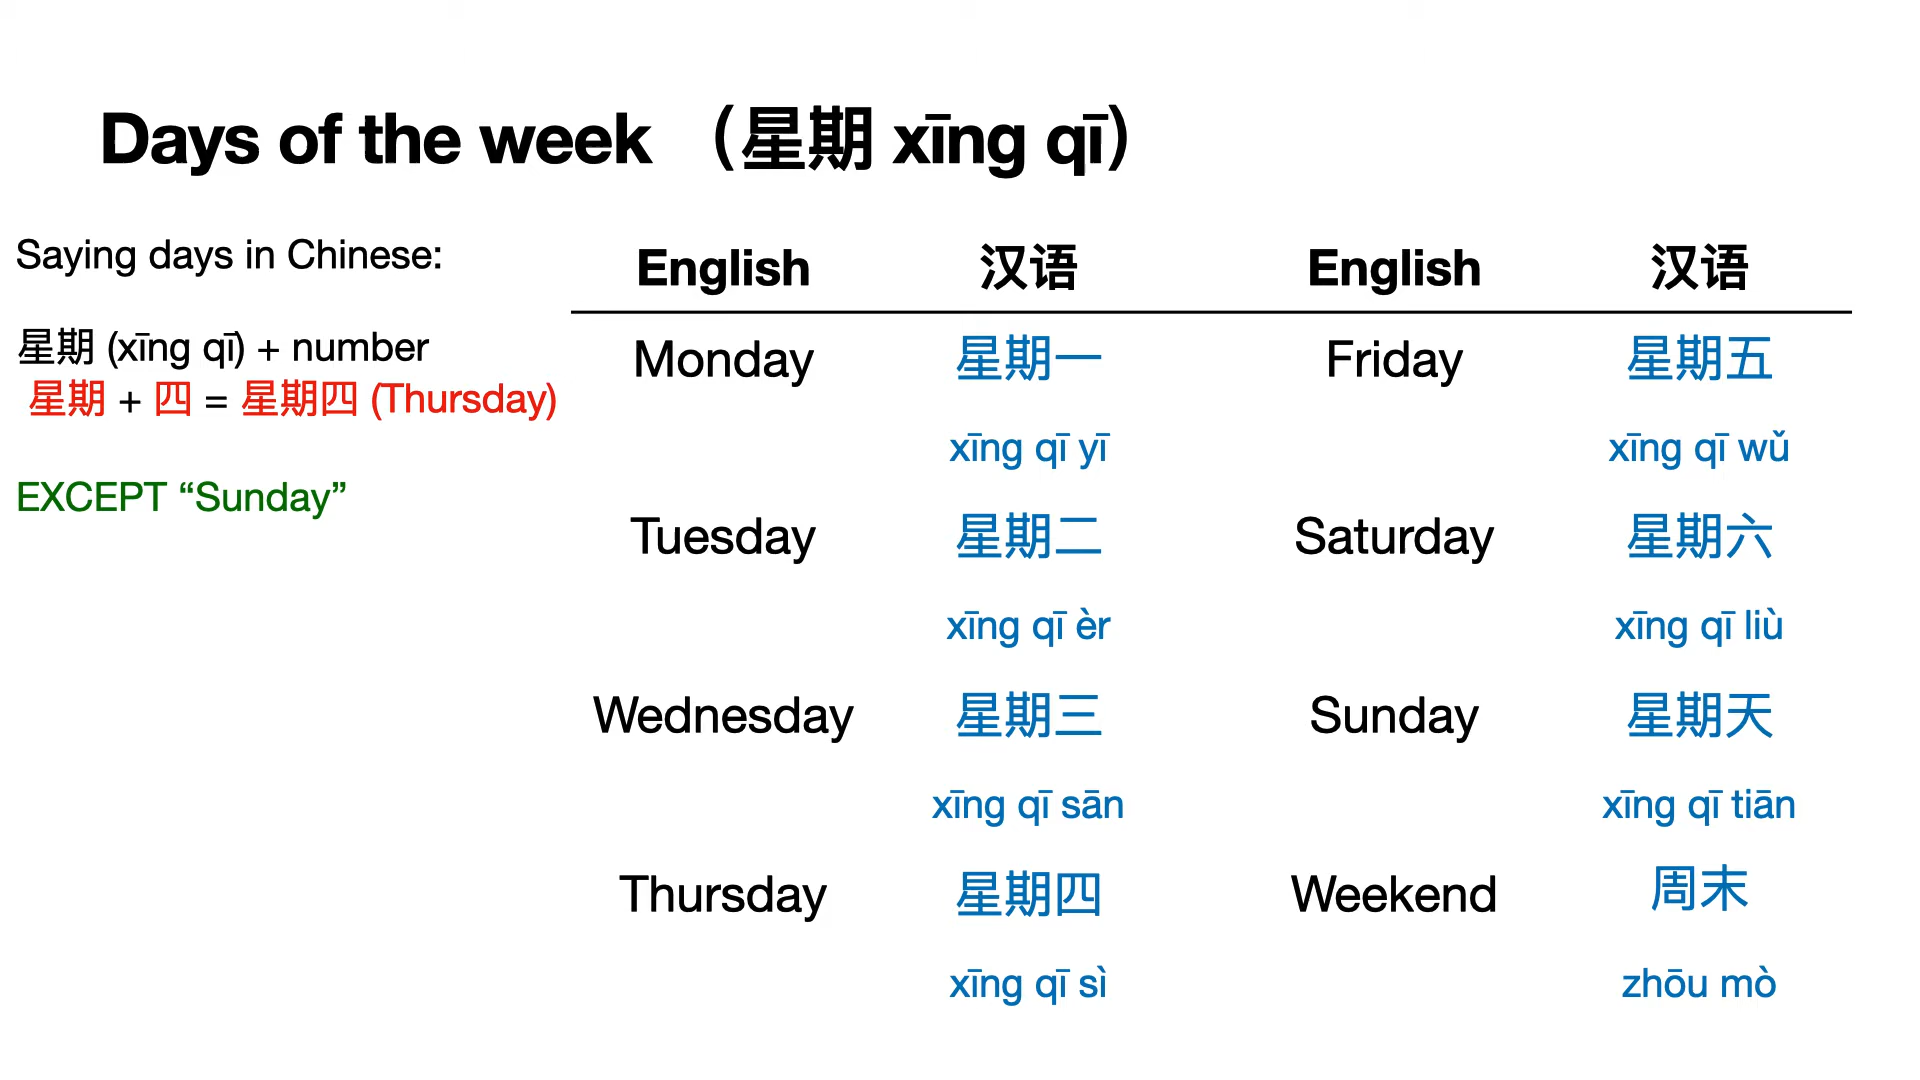 Days of the week （星期 xīng qī）
Saying days in Chinese:
星期 (xīng qī) + number
星期 + 四 = 星期四 (Thursday)
EXCEPT “Sunday”
English 汉语 English 汉语
Monday 星期一 Friday 星期五
xīng qī yī xīng qī wǔ
Tuesday 星期二 Saturday 星期六
xīng qī èr xīng qī liù
Wednesday 星期三 Sunday 星期天
xīng qī sān xīng qī tiān
Thursday 星期四 Weekend 周末
xīng qī sì zhōu mò